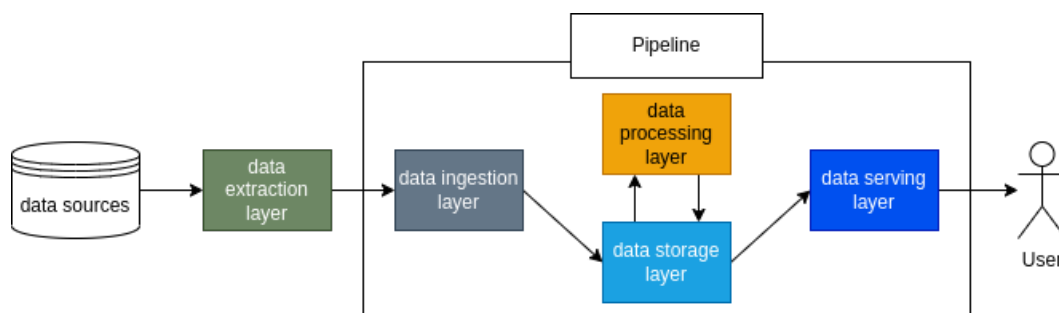 Pipeline
data sources
data
extraction
layer
data ingestion
layer
data
processing
layer
data storage
layer
data serving
layer
User